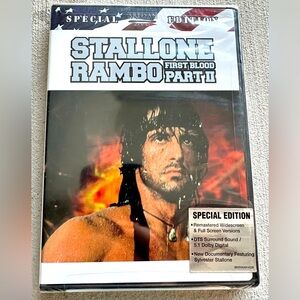 SPECIAL EDITION
STALLONE
RAMBO FIRST BLOOD
PART II
SPECIAL EDITION
•Remastered Widescreen
& Full Screen Versions
•DTS Surround Sound /
5.1 Dolby Digital
•New Documentary Featuring
Sylvester Stallone